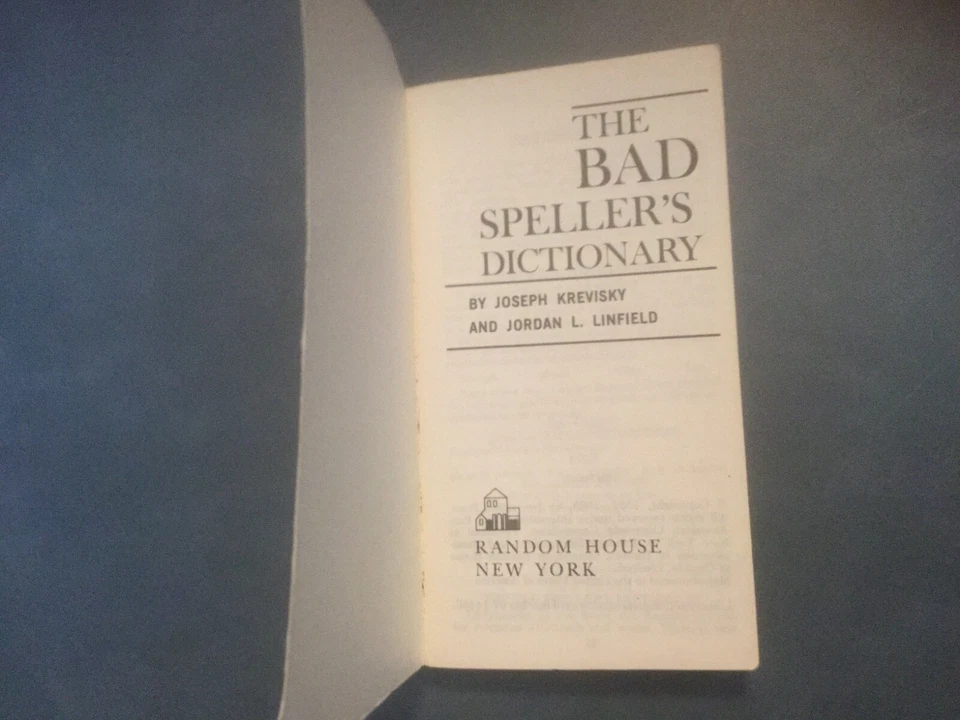 THE
BAD
SPELLER'S
DICTIONARY
BY JOSEPH KREVISKY
AND JORDAN L. LINFIELD
RANDOM HOUSE
NEW YORK